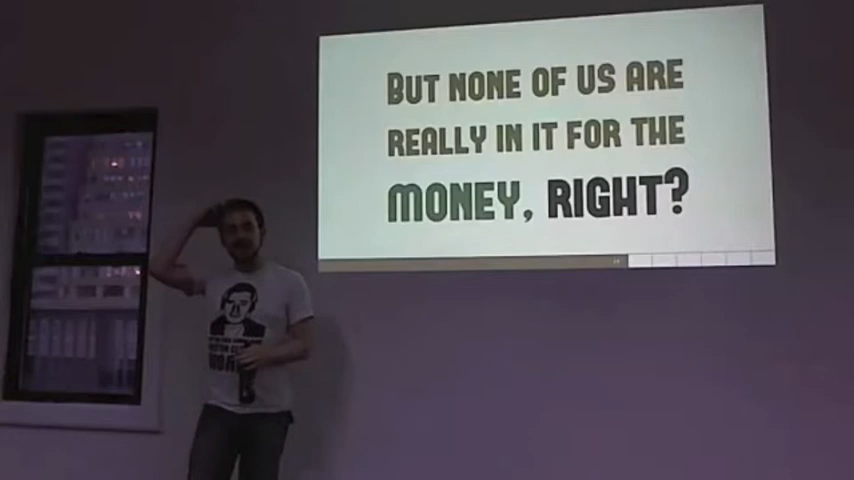 BUT NONE OF US ARE
REALLY IN IT FOR THE
MONEY, RIGHT?